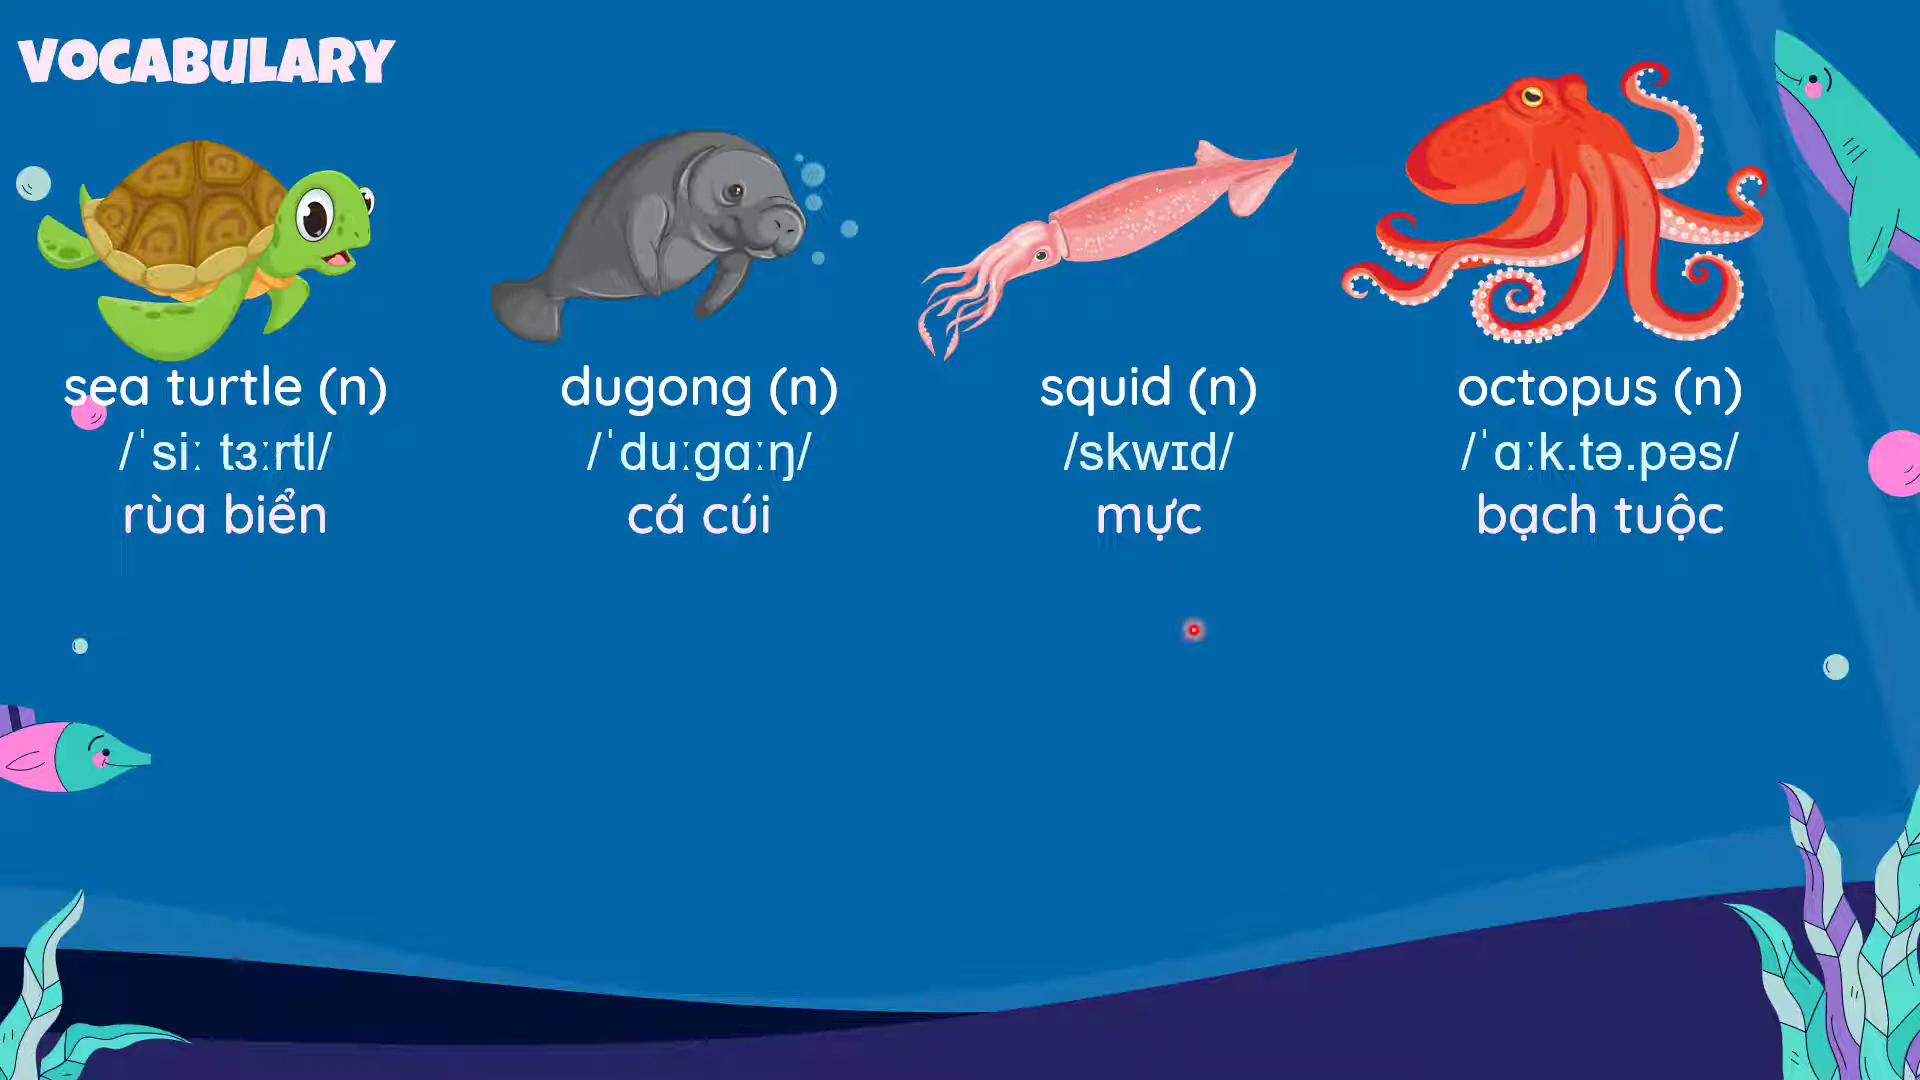 VOCABULARY
sea turtle (n)
/ˈsiː tɜːrtl/
rùa biển
dugong (n)
/ˈduːɡɑːŋ/
cá cúi
squid (n)
/skwɪd/
mực
octopus (n)
/ˈɑːk.tə.pəs/
bạch tuộc